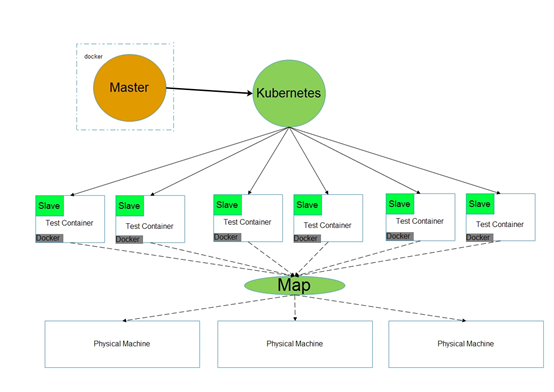 docker
Master
Kubernetes
Slave
Test Container
Docker
Slave
Test Container
Docker
Slave
Test Container
Docker
Slave
Test Container
Docker
Slave
Test Container
Docker
Slave
Test Container
Docker
Map
Physical Machine
Physical Machine
Physical Machine